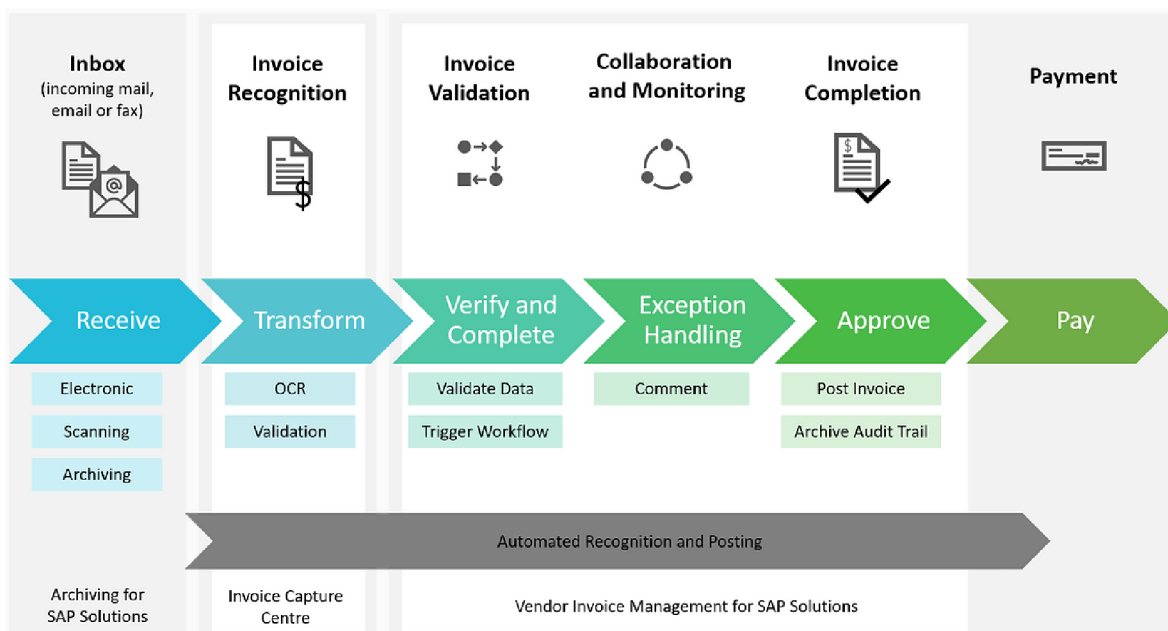 Inbox
(incoming mail,
email or fax)
Invoice
Recognition
Invoice
Validation
Collaboration
and Monitoring
Invoice
Completion
Payment
@
$
$
Receive
Transform
Verify and
Complete
Exception
Handling
Approve
Pay
Electronic
Scanning
Archiving
OCR
Validation
Validate Data
Trigger Workflow
Comment
Post Invoice
Archive Audit Trail
Automated Recognition and Posting
Archiving for
SAP Solutions
Invoice Capture
Centre
Vendor Invoice Management for SAP Solutions